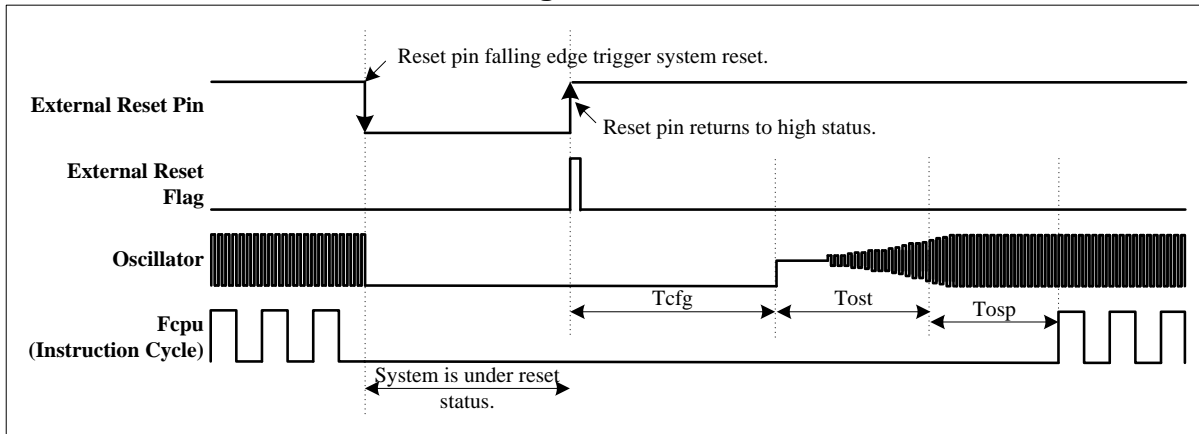 Reset pin falling edge trigger system reset.
External Reset Pin
Reset pin returns to high status.
External Reset
Flag
Oscillator
Tcfg
Tost
Tosp
Fcpu
(Instruction Cycle)
System is under reset
status.